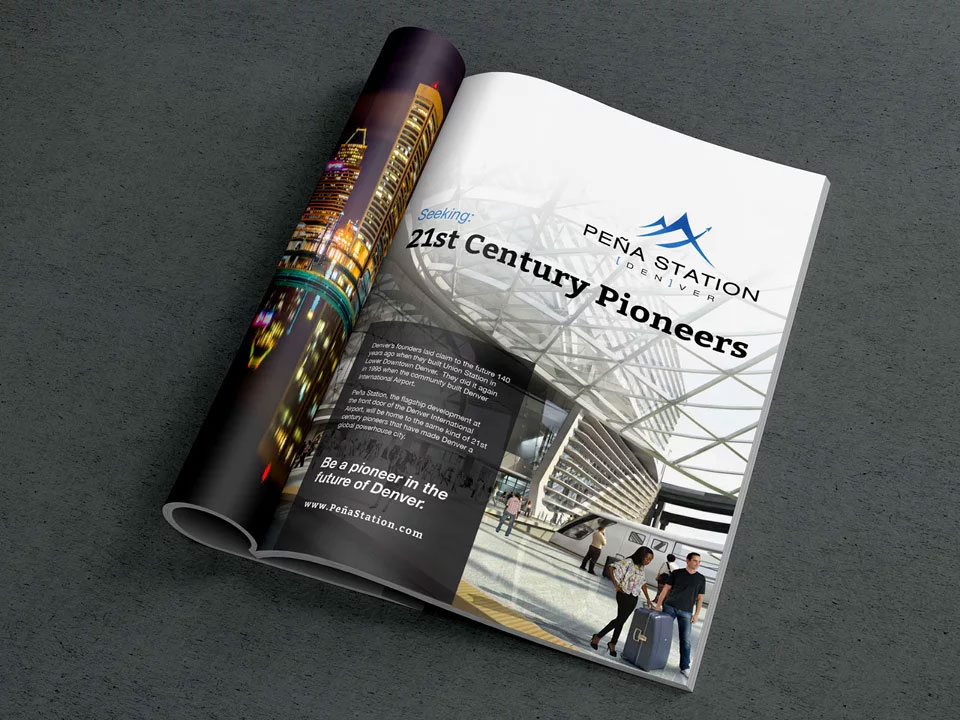 Seeking:
21st Century Pioneers
PEÑA STATION
[DEN]VER
Denver's founders laid claim to the future 140
years ago when they built Union Station in
Lower Downtown Denver. They did it again
in 1995 when the community built Denver
International Airport.
Peña Station, the flagship development at
the front door of the Denver International
Airport, will be home to the same kind of 21st
century pioneers that have made Denver a
global powerhouse city.
Be a pioneer in the
future of Denver.
www.PeñaStation.com